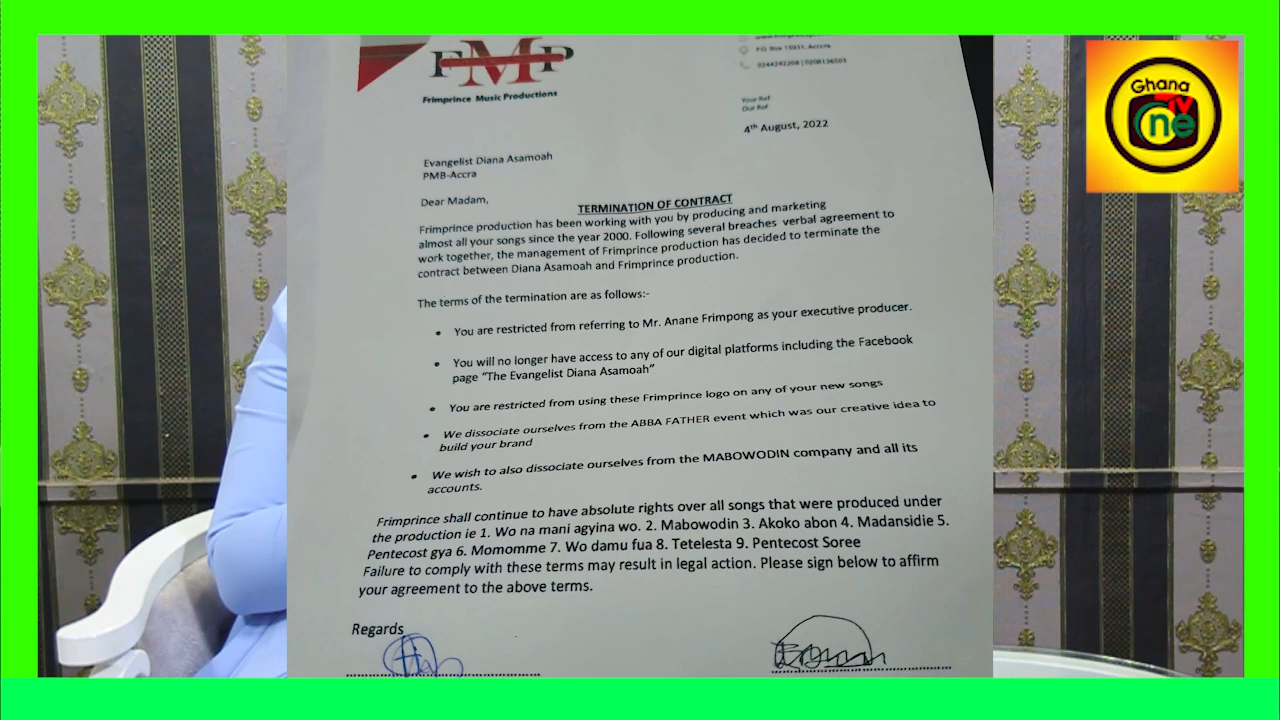 FMP
Frimprince Music Productions
P.O. Box 15931, Accra
0244242208 | 0208136503
Your Ref
Our Ref
4th August, 2022
Ghana
TV
One
Evangelist Diana Asamoah
PMB-Accra
Dear Madam,
TERMINATION OF CONTRACT
Frimprince production has been working with you by producing and marketing
almost all your songs since the year 2000. Following several breaches verbal agreement to
work together, the management of Frimprince production has decided to terminate the
contract between Diana Asamoah and Frimprince production.
The terms of the termination are as follows:-
• You are restricted from referring to Mr. Anane Frimpong as your executive producer.
• You will no longer have access to any of our digital platforms including the Facebook
page “The Evangelist Diana Asamoah”
• You are restricted from using these Frimprince logo on any of your new songs
• We dissociate ourselves from the ABBA FATHER event which was our creative idea to
build your brand
• We wish to also dissociate ourselves from the MABOWODIN company and all its
accounts.
Frimprince shall continue to have absolute rights over all songs that were produced under
the production ie 1. Wo na mani agyina wo. 2. Mabowodin 3. Akoko abon 4. Madansidie 5.
Pentecost gya 6. Momomme 7. Wo damu fua 8. Tetelesta 9. Pentecost Soree
Failure to comply with these terms may result in legal action. Please sign below to affirm
your agreement to the above terms.
Regards